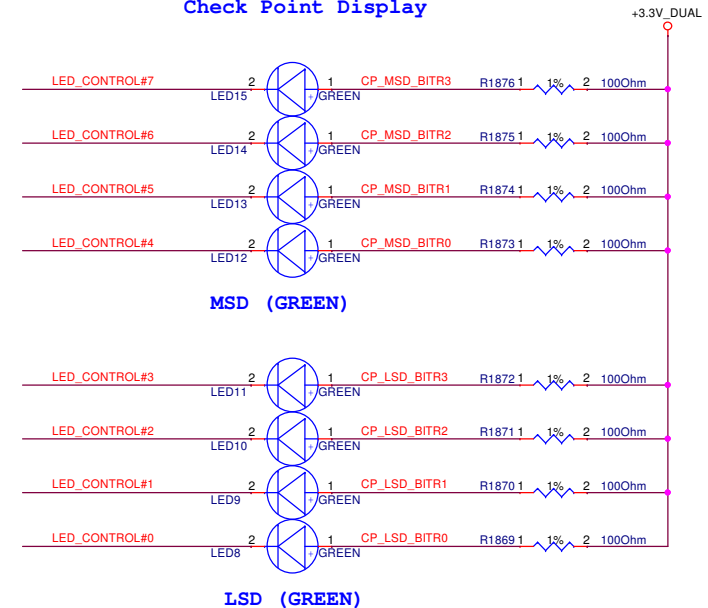 Check Point Display
+3.3V_DUAL
LED_CONTROL#7 2 1 CP_MSD_BITR3 R1876 1 1% 2 100Ohm
LED15 + GREEN
LED_CONTROL#6 2 1 CP_MSD_BITR2 R1875 1 1% 2 100Ohm
LED14 + GREEN
LED_CONTROL#5 2 1 CP_MSD_BITR1 R1874 1 1% 2 100Ohm
LED13 + GREEN
LED_CONTROL#4 2 1 CP_MSD_BITR0 R1873 1 1% 2 100Ohm
LED12 + GREEN
MSD (GREEN)
LED_CONTROL#3 2 1 CP_LSD_BITR3 R1872 1 1% 2 100Ohm
LED11 + GREEN
LED_CONTROL#2 2 1 CP_LSD_BITR2 R1871 1 1% 2 100Ohm
LED10 + GREEN
LED_CONTROL#1 2 1 CP_LSD_BITR1 R1870 1 1% 2 100Ohm
LED9 + GREEN
LED_CONTROL#0 2 1 CP_LSD_BITR0 R1869 1 1% 2 100Ohm
LED8 + GREEN
LSD (GREEN)